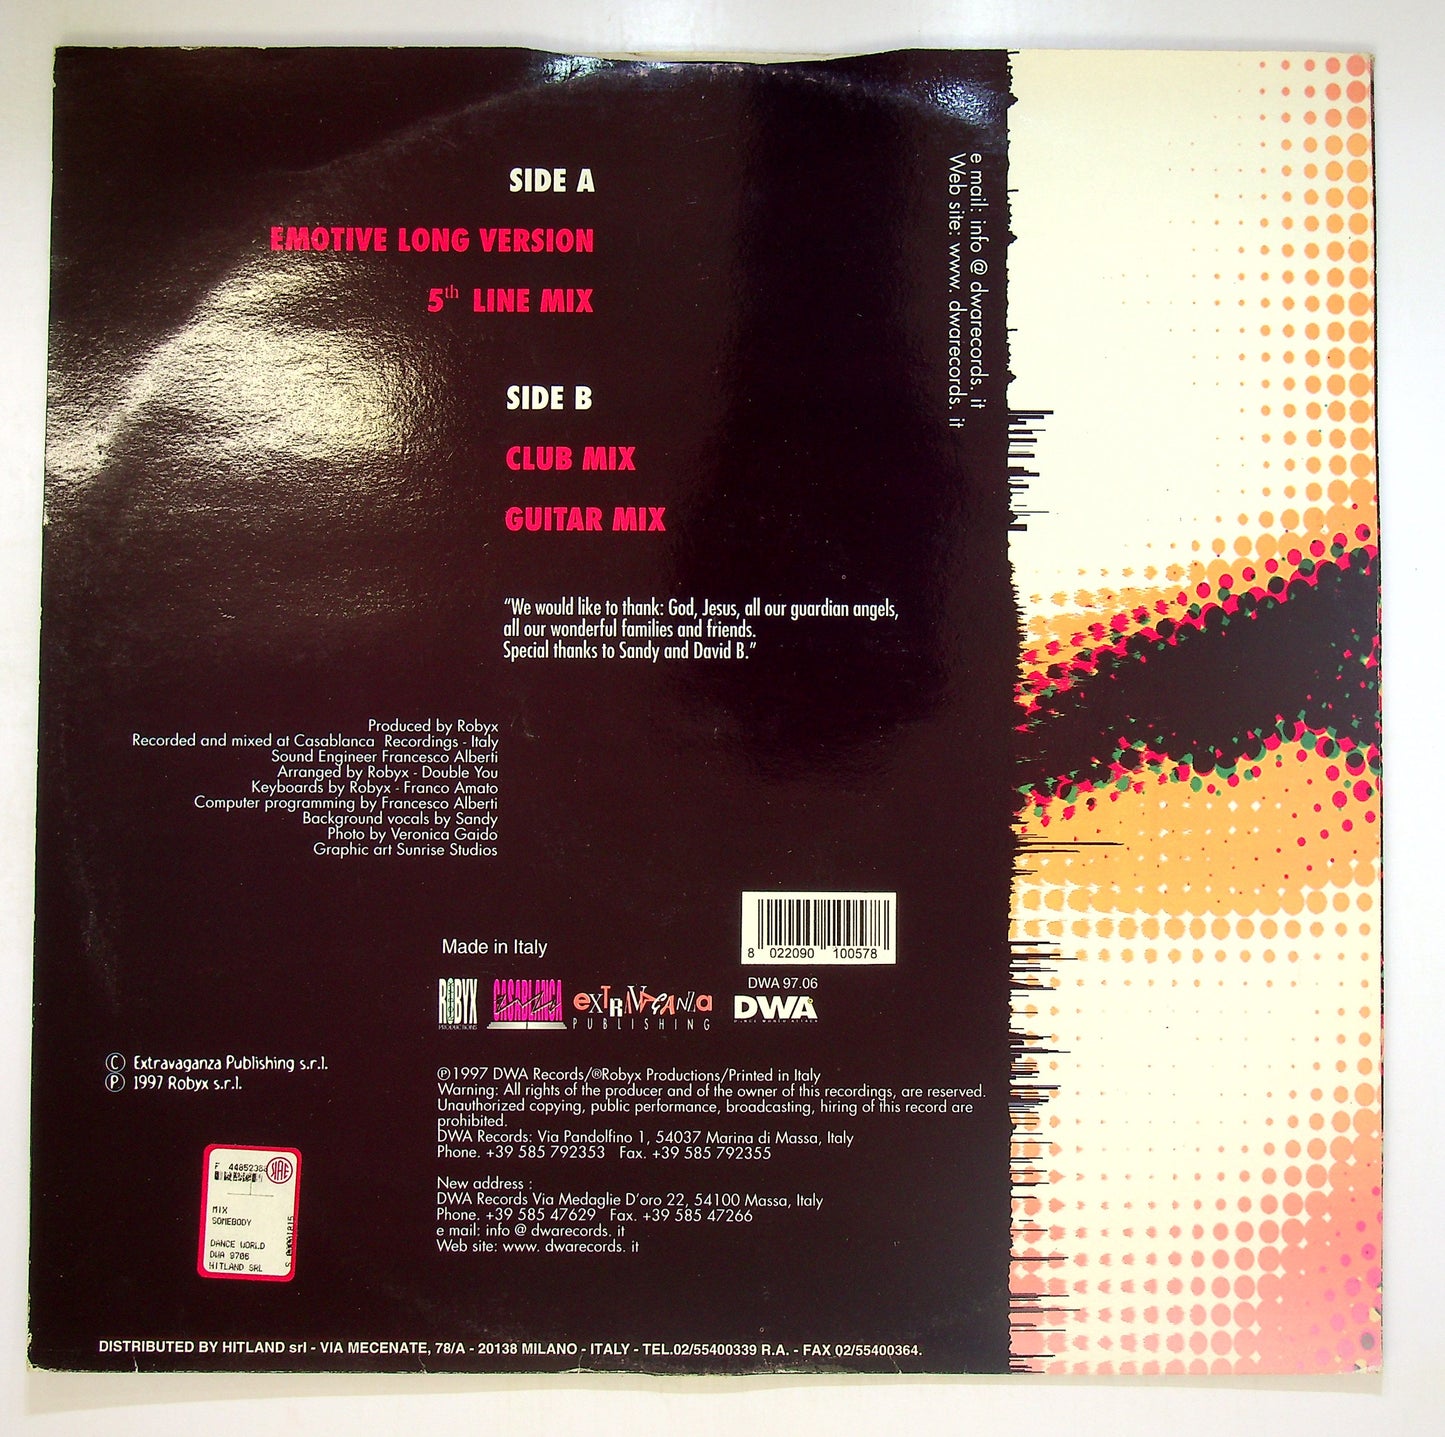 SIDE A
EMOTIVE LONG VERSION
5th LINE MIX
SIDE B
CLUB MIX
GUITAR MIX
"We would like to thank: God, Jesus, all our guardian angels,
all our wonderful families and friends.
Special thanks to Sandy and David B."
e mail: info @ dwarecords. it
Web site: www. dwarecords. it
Produced by Robyx
Recorded and mixed at Casablanca Recordings - Italy
Sound Engineer Francesco Alberti
Arranged by Robyx - Double You
Keyboards by Robyx - Franco Amato
Computer programming by Francesco Alberti
Background vocals by Sandy
Photo by Veronica Gaido
Graphic art Sunrise Studios
Made in Italy
8 022090 100578
DWA 97.06
ROBYX
PRODUCTIONS
CASABLANCA
eXTRAVAGANZa
PUBLISHING
DWA
DANCE WORLD ATTACK
Ⓒ Extravaganza Publishing s.r.l.
Ⓟ 1997 Robyx s.r.l.
Ⓟ1997 DWA Records/®Robyx Productions/Printed in Italy
Warning: All rights of the producer and of the owner of this recordings, are reserved.
Unauthorized copying, public performance, broadcasting, hiring of this record are
prohibited.
DWA Records: Via Pandolfino 1, 54037 Marina di Massa, Italy
Phone. +39 585 792353 Fax. +39 585 792355
New address :
DWA Records Via Medaglie D'oro 22, 54100 Massa, Italy
Phone. +39 585 47629 Fax. +39 585 47266
e mail: info @ dwarecords. it
Web site: www. dwarecords. it
MIX
SOMEBODY
DANCE WORLD
DWA 9706
HITLAND SRL
DISTRIBUTED BY HITLAND srl - VIA MECENATE, 78/A - 20138 MILANO - ITALY - TEL.02/55400339 R.A. - FAX 02/55400364.